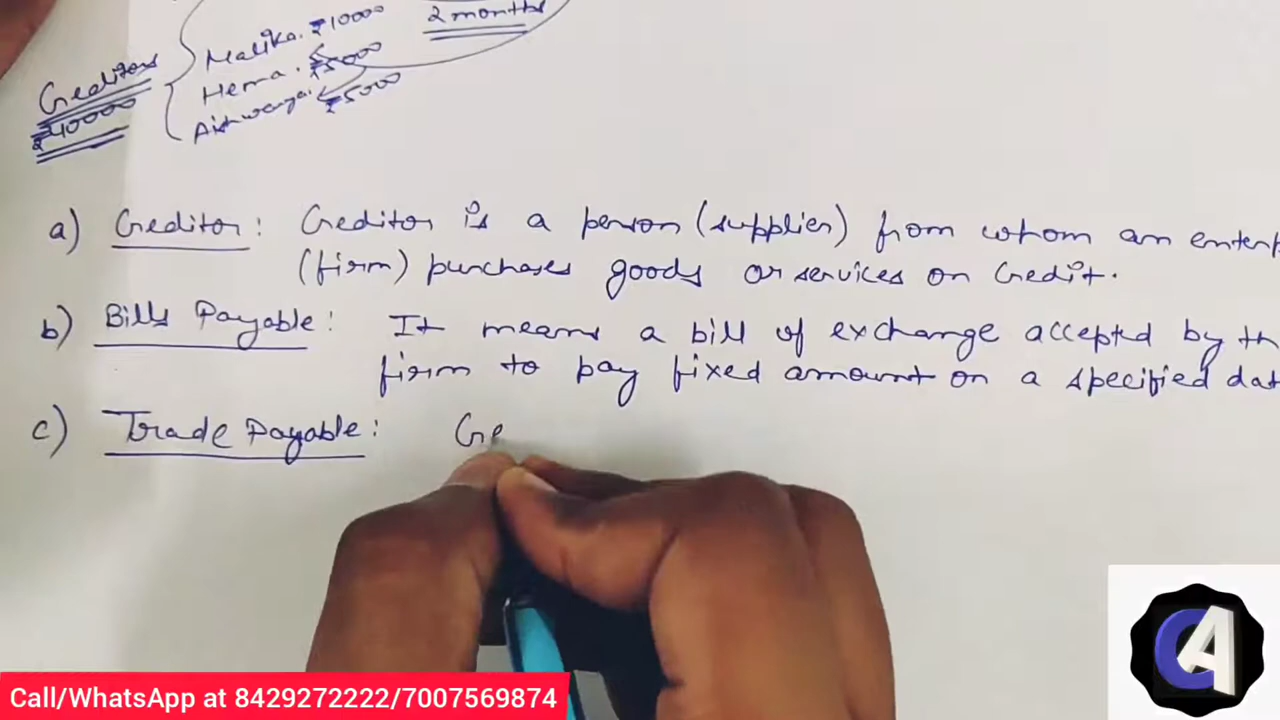 Malika. ₹10000
2 months
Creditors
Hema. ₹5000
₹40000
Aishwarya. ₹5000
a) Creditor: Creditor is a person (supplier) from whom an enterp
(firm) purchases goods or services on credit.
b) Bills Payable: It means a bill of exchange accepted by th
firm to pay fixed amount on a specified dat
c) Trade Payable: Cre
CA
Call/WhatsApp at 8429272222/7007569874